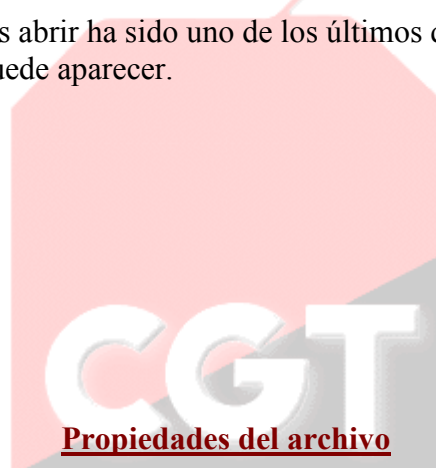 abrir ha sido uno de los últimos
aparecer.
CGT
Propiedades del archivo